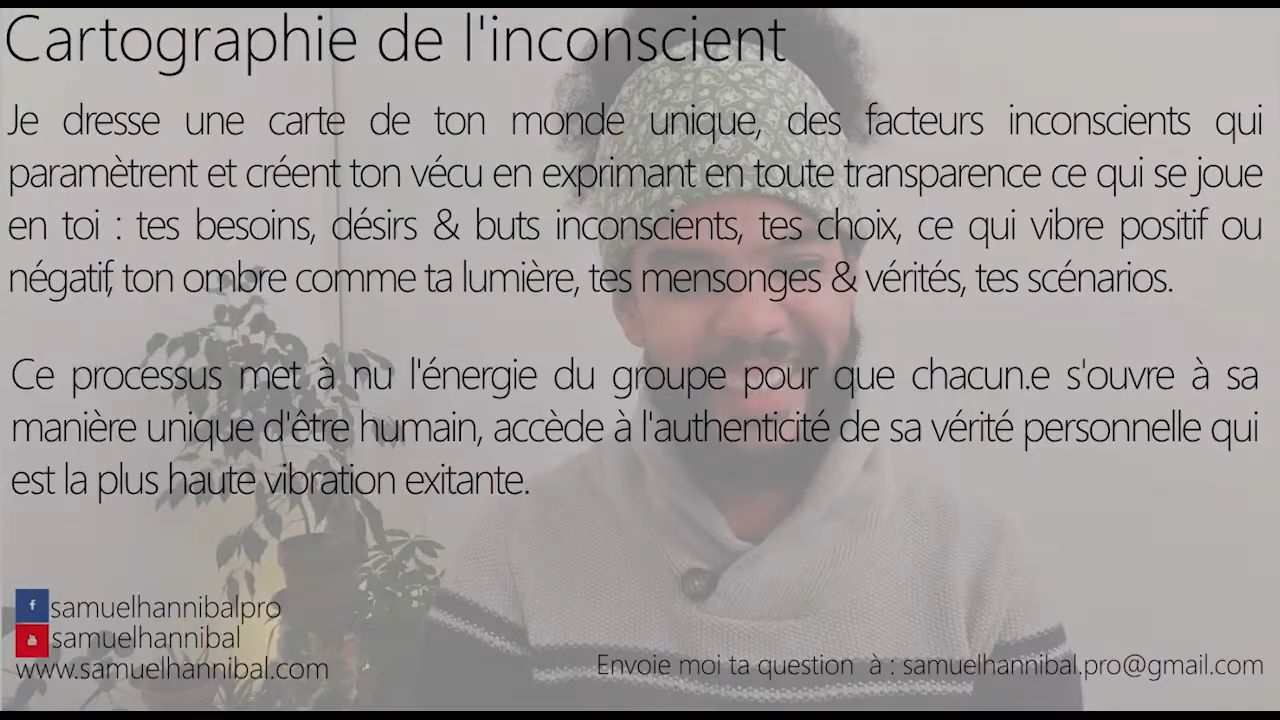 Cartographie de l'inconscient
Je dresse une carte de ton monde unique, des facteurs inconscients qui
paramètrent et créent ton vécu en exprimant en toute transparence ce qui se joue
en toi : tes besoins, désirs & buts inconscients, tes choix, ce qui vibre positif ou
négatif, ton ombre comme ta lumière, tes mensonges & vérités, tes scénarios.
Ce processus met à nu l'énergie du groupe pour que chacun.e s'ouvre à sa
manière unique d'être humain, accède à l'authenticité de sa vérité personnelle qui
est la plus haute vibration exitante.
samuelhannibalpro
samuelhannibal
www.samuelhannibal.com
Envoie moi ta question à : samuelhannibal.pro@gmail.com